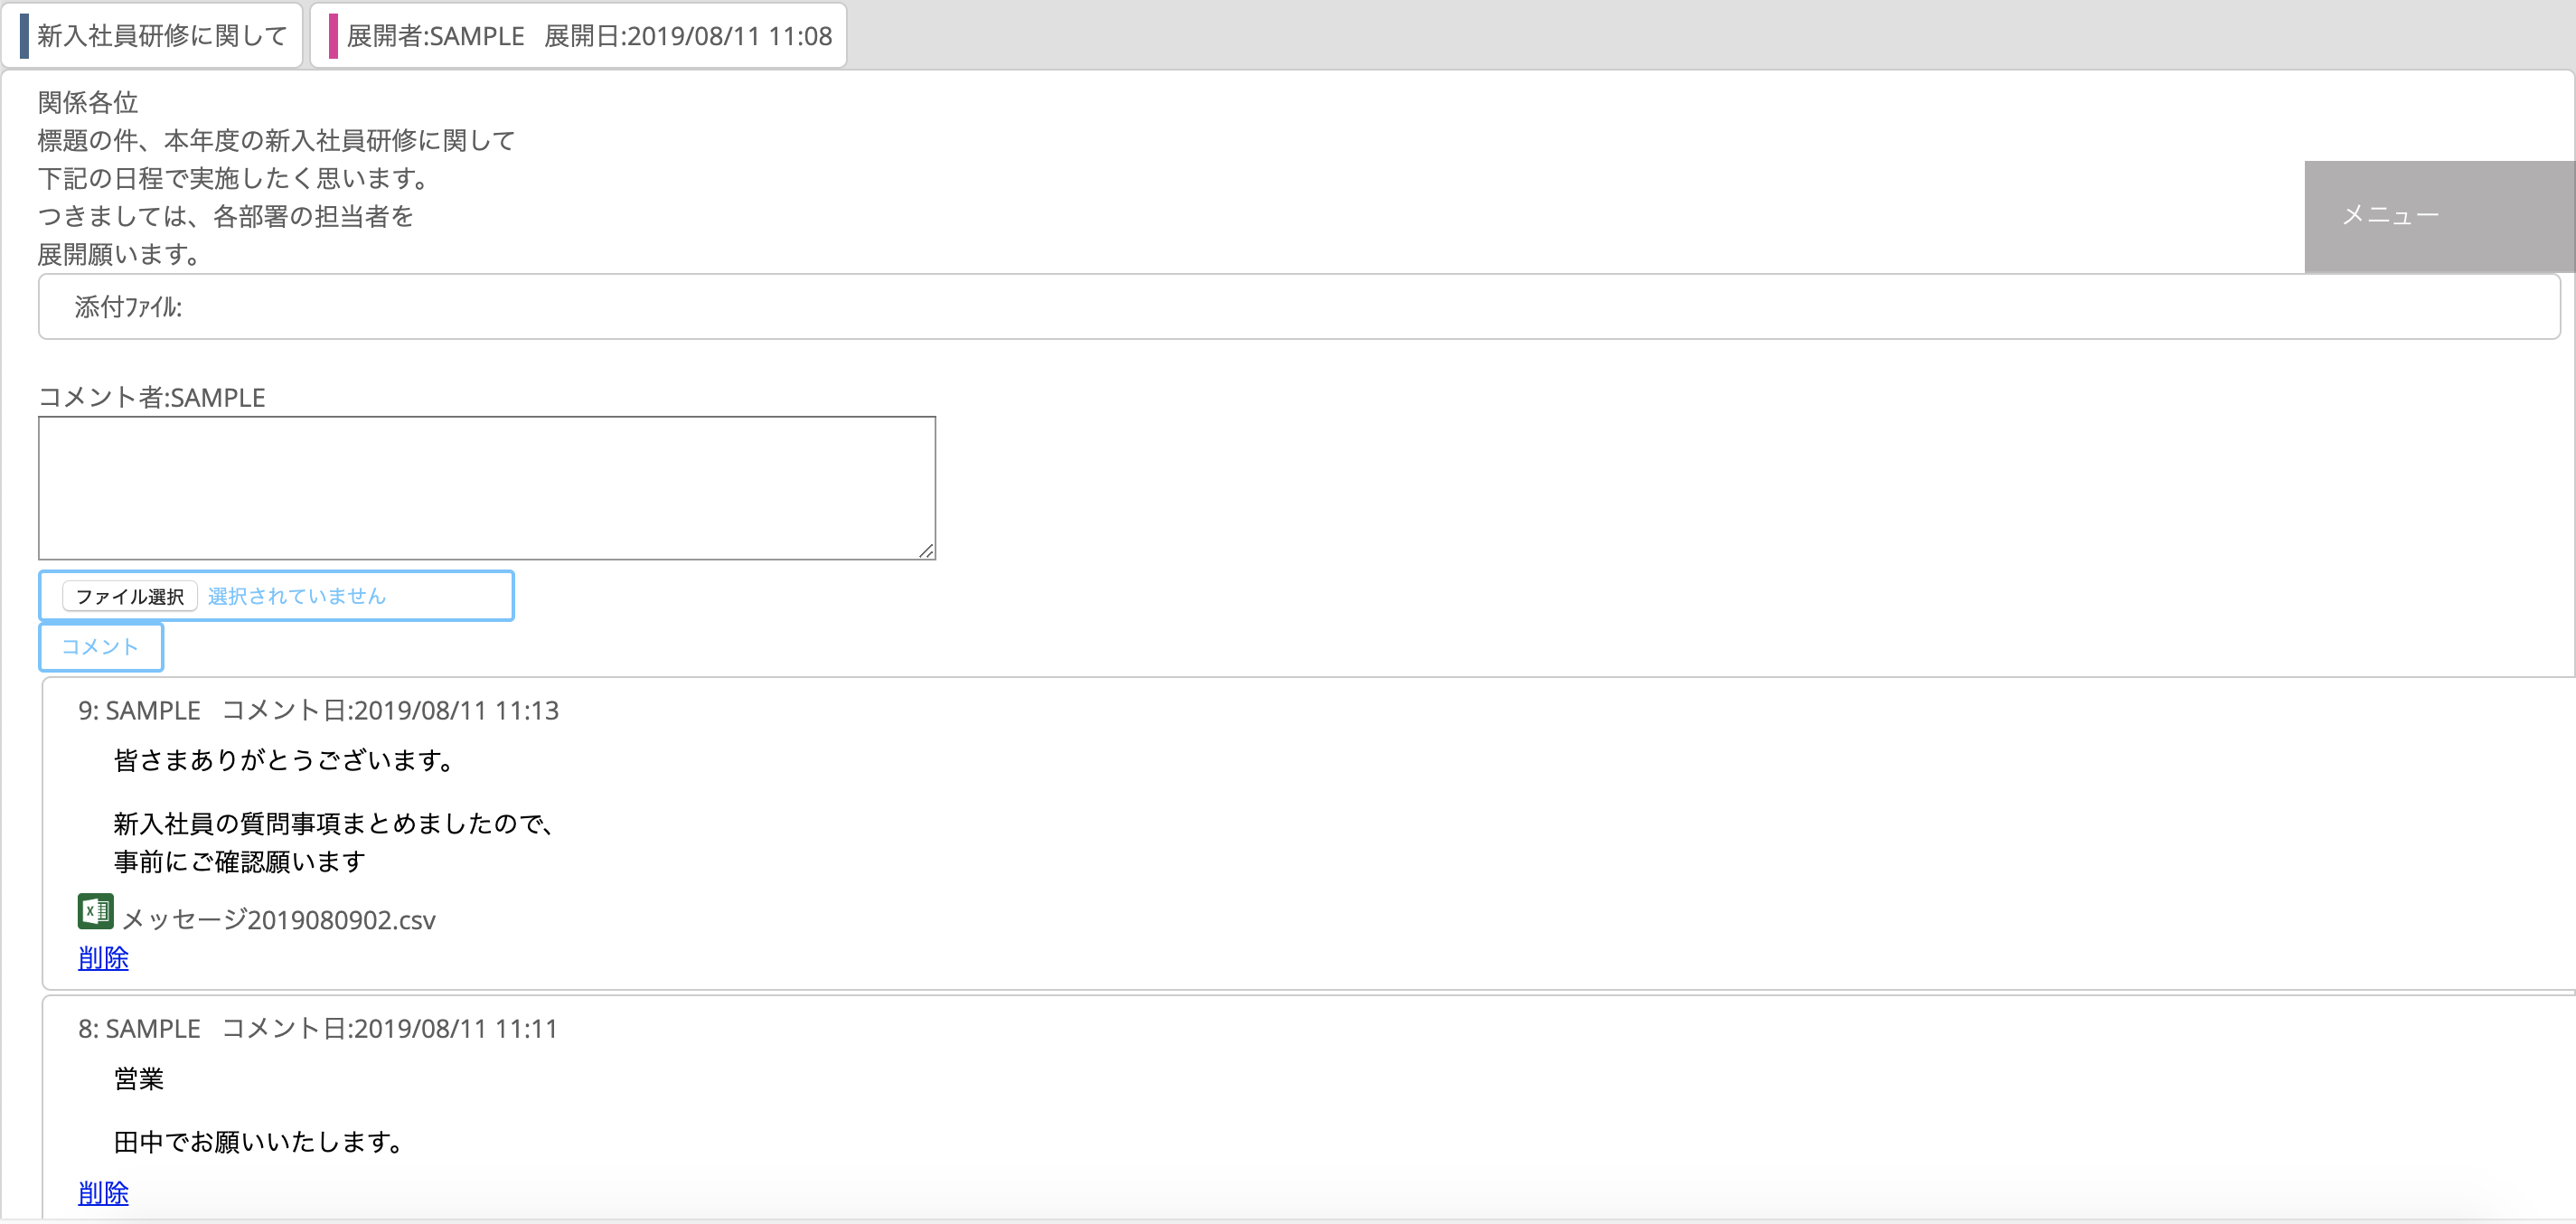 新入社員研修に関して
展開者:SAMPLE 展開日:2019/08/11 11:08
関係各位
標題の件、本年度の新入社員研修に関して
下記の日程で実施したく思います。
つきましては、各部署の担当者を
展開願います。
メニュー
添付ﾌｧｲﾙ:
コメント者:SAMPLE
ファイル選択 選択されていません
コメント
9: SAMPLE コメント日:2019/08/11 11:13
皆さまありがとうございます。
新入社員の質問事項まとめましたので、
事前にご確認願います
メッセージ2019080902.csv
削除
8: SAMPLE コメント日:2019/08/11 11:11
営業
田中でお願いいたします。
削除